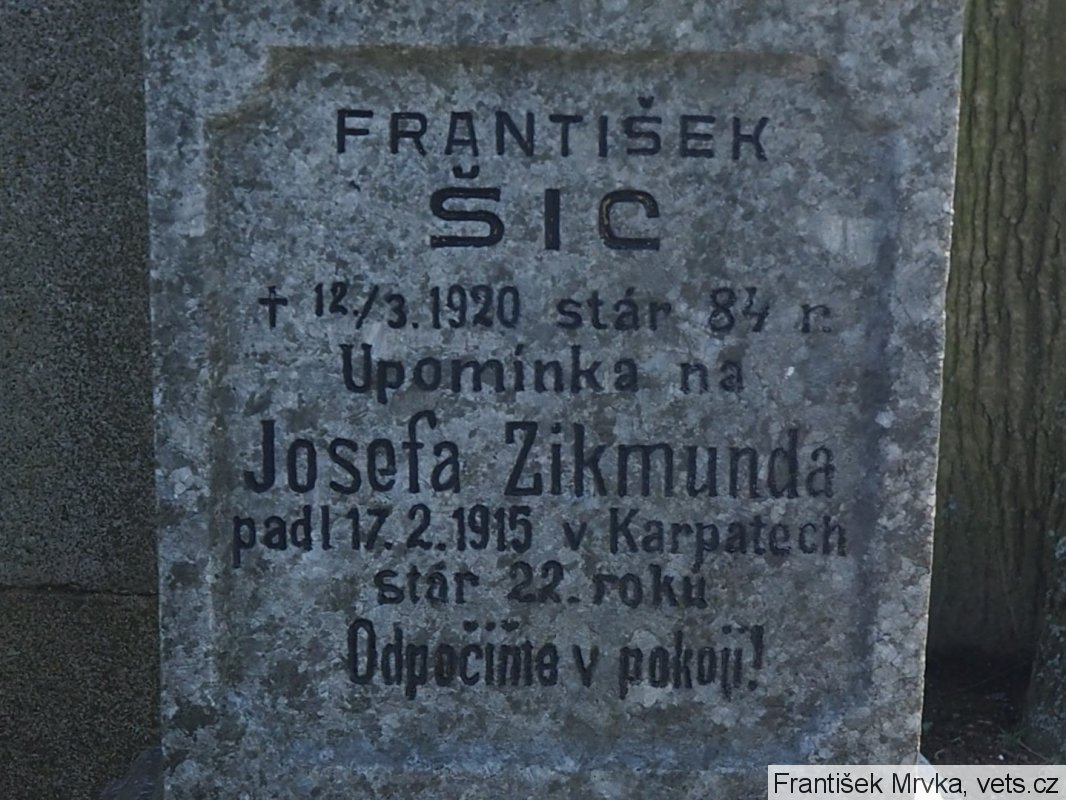 FRANTIŠEK
ŠIC
† 12./3.1920 stár 84 r.
Upomínka na
Josefa Zikmunda
padl 17.2.1915 v Karpatech
stár 22. roků
Odpočiňte v pokoji!
František Mrvka, vets.cz